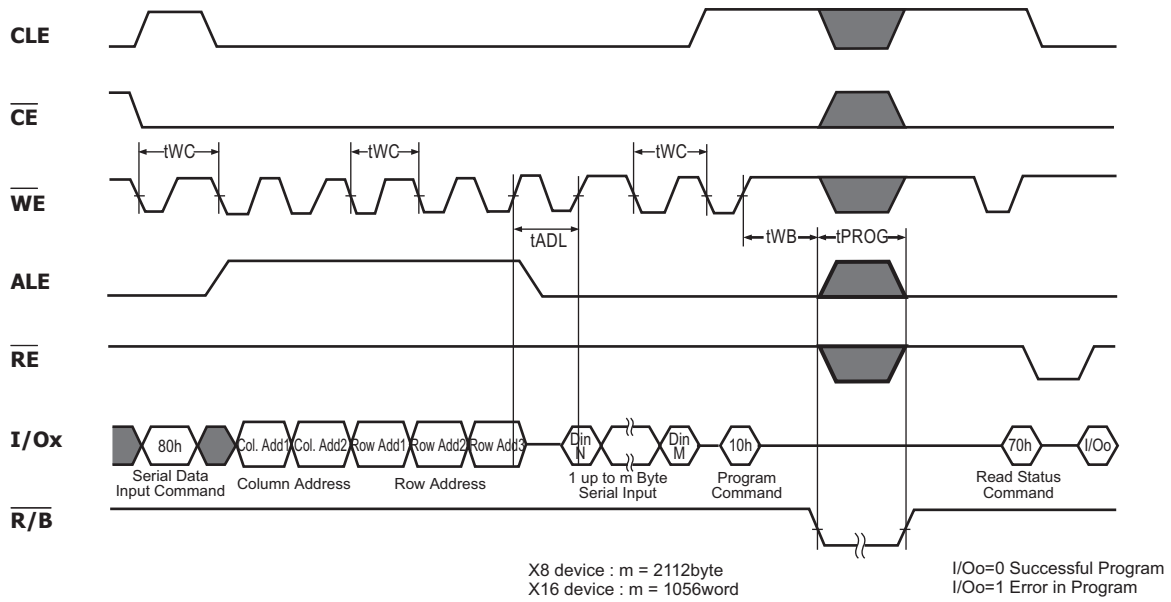 CLE
CE
tWC tWC tWC
WE
tADL tWB tPROG
ALE
RE
I/Ox 80h Col. Add1 Col. Add2 Row Add1 Row Add2 Row Add3 Din N Din M 10h 70h I/Oo
Serial Data Input Command
Column Address
Row Address
1 up to m Byte Serial Input
Program Command
Read Status Command
R/B
X8 device : m = 2112byte
X16 device : m = 1056word
I/Oo=0 Successful Program
I/Oo=1 Error in Program